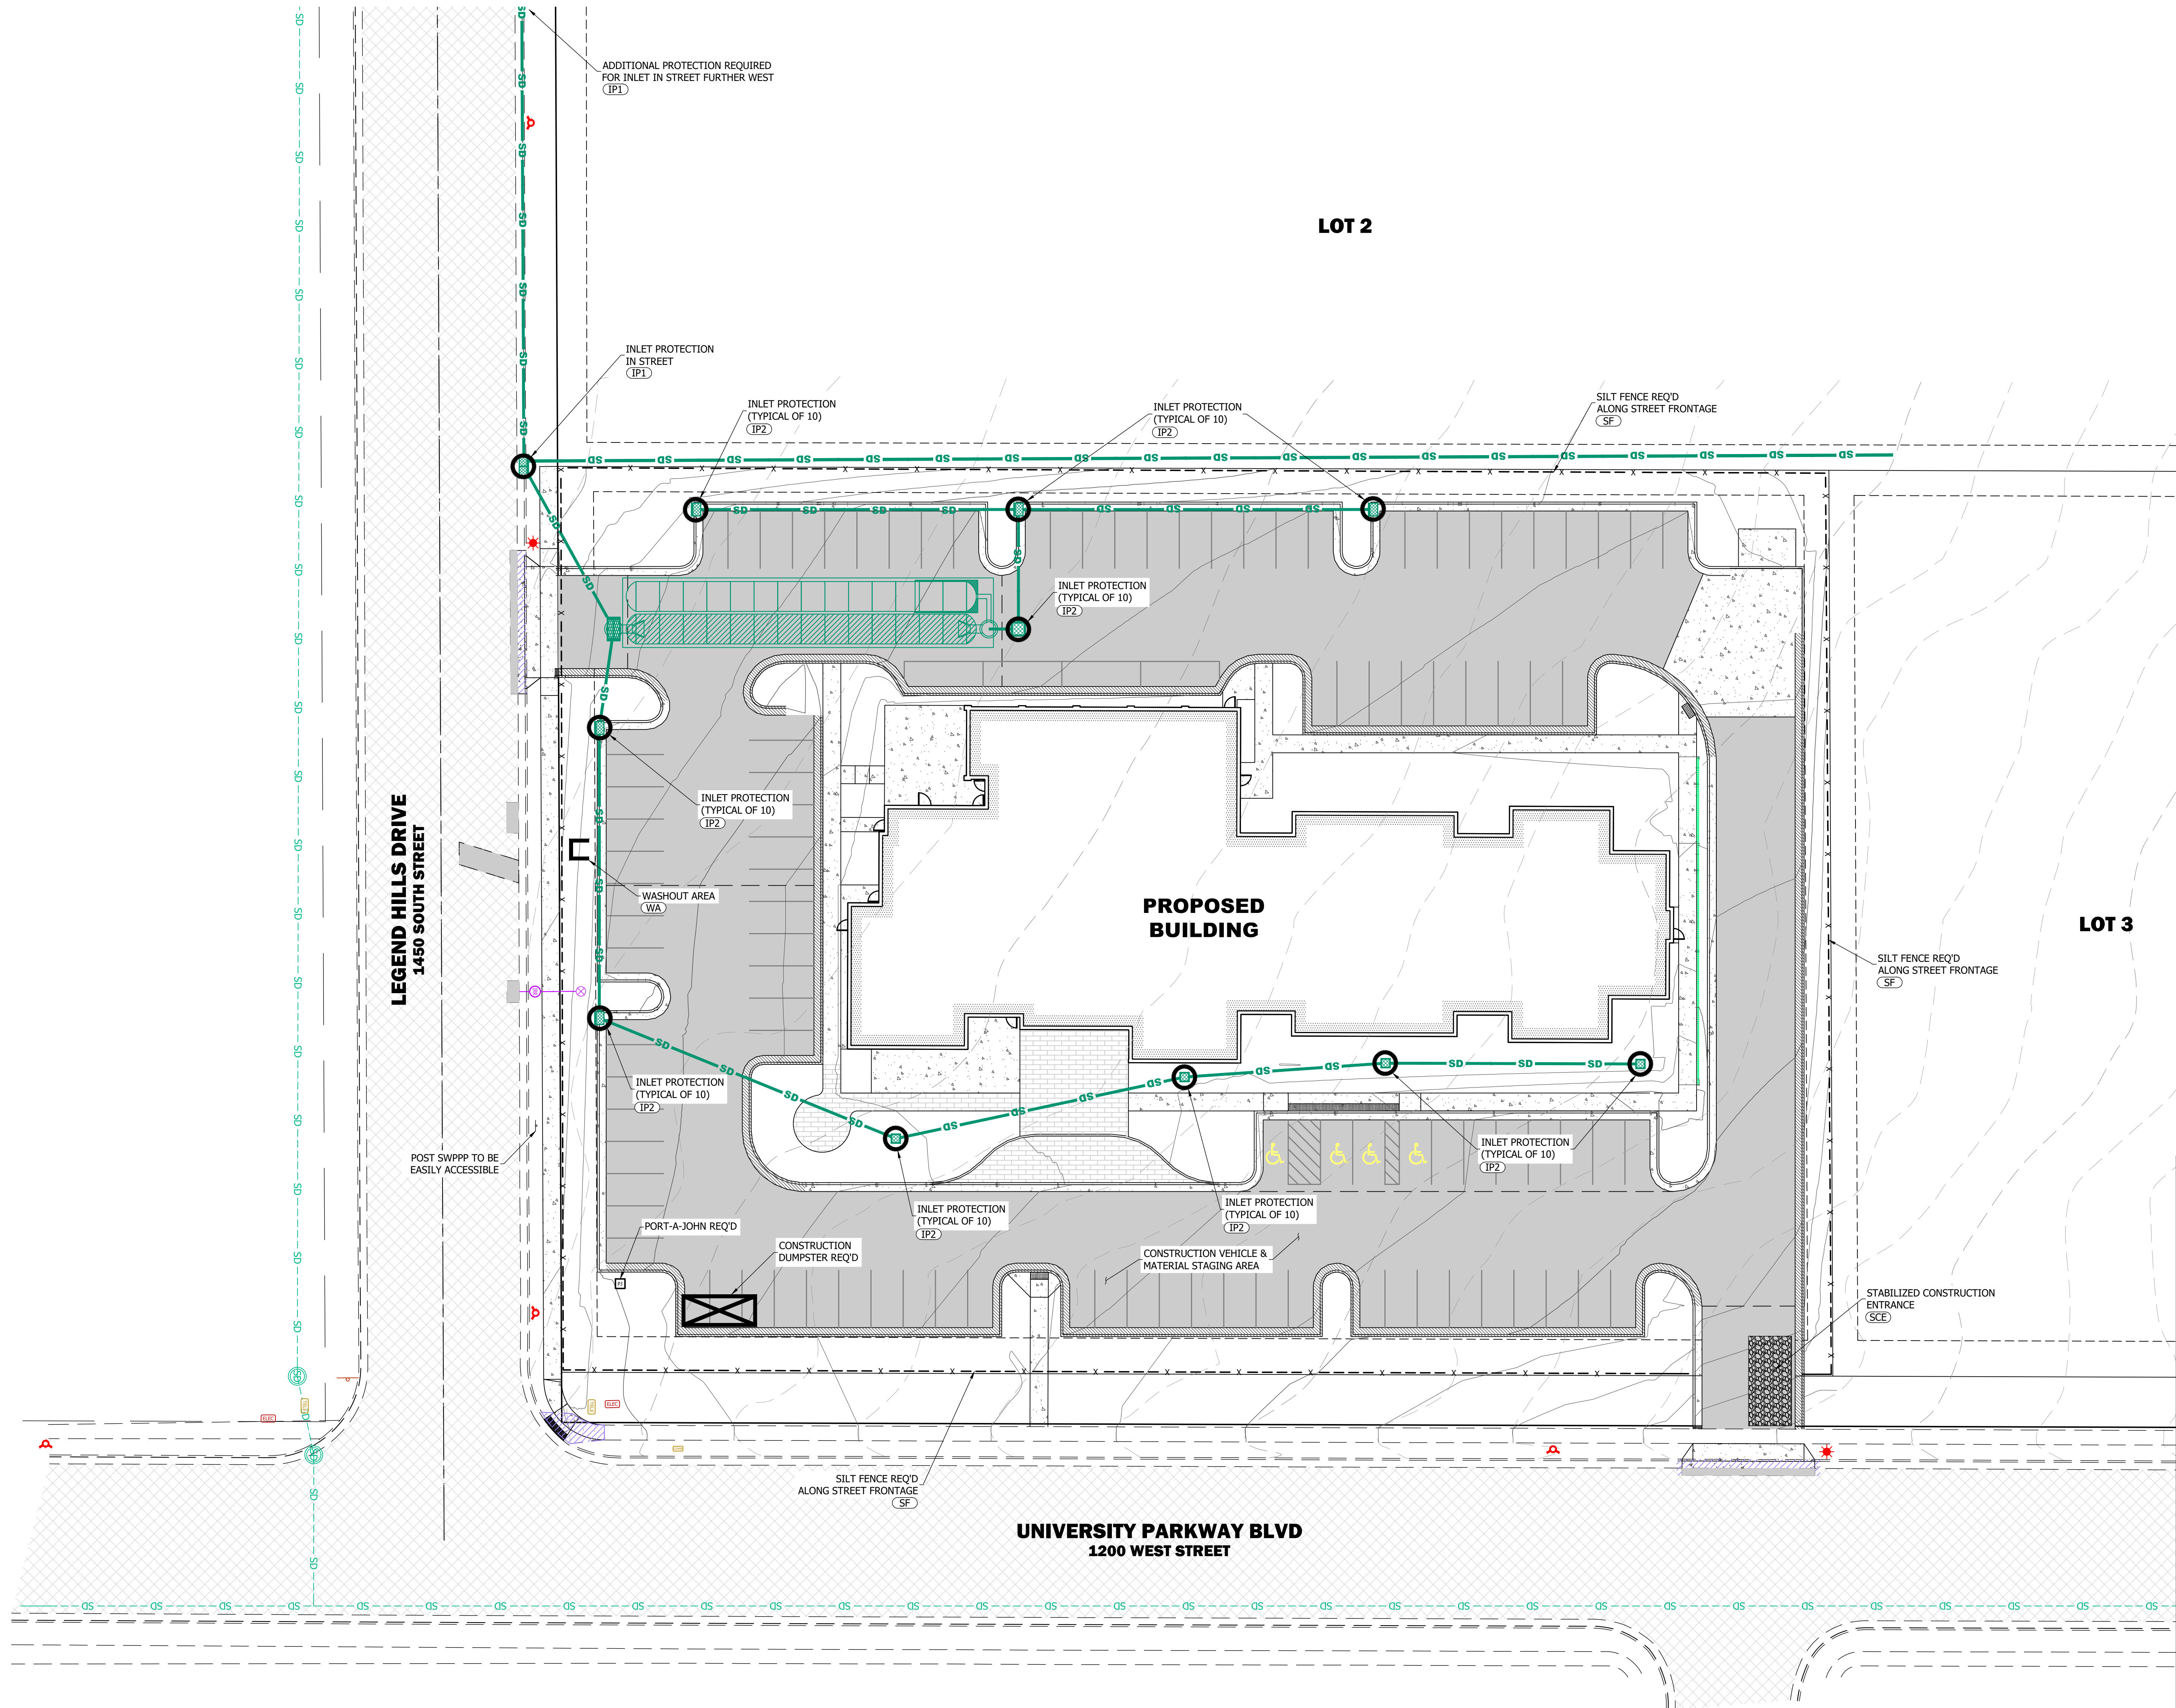 ADDITIONAL PROTECTION REQUIRED
FOR INLET IN STREET FURTHER WEST
IP1
LOT 2
INLET PROTECTION
IN STREET
IP1
INLET PROTECTION
(TYPICAL OF 10)
IP2
INLET PROTECTION
(TYPICAL OF 10)
IP2
SILT FENCE REQ'D
ALONG STREET FRONTAGE
SF
INLET PROTECTION
(TYPICAL OF 10)
IP2
INLET PROTECTION
(TYPICAL OF 10)
IP2
WASHOUT AREA
WA
LEGEND HILLS DRIVE
1450 SOUTH STREET
PROPOSED
BUILDING
LOT 3
SILT FENCE REQ'D
ALONG STREET FRONTAGE
SF
INLET PROTECTION
(TYPICAL OF 10)
IP2
POST SWPPP TO BE
EASILY ACCESSIBLE
INLET PROTECTION
(TYPICAL OF 10)
IP2
INLET PROTECTION
(TYPICAL OF 10)
IP2
INLET PROTECTION
(TYPICAL OF 10)
IP2
PORT-A-JOHN REQ'D
PJ
CONSTRUCTION
DUMPSTER REQ'D
CONSTRUCTION VEHICLE &
MATERIAL STAGING AREA
STABILIZED CONSTRUCTION
ENTRANCE
SCE
ELEC
ELEC
SILT FENCE REQ'D
ALONG STREET FRONTAGE
SF
UNIVERSITY PARKWAY BLVD
1200 WEST STREET
SD